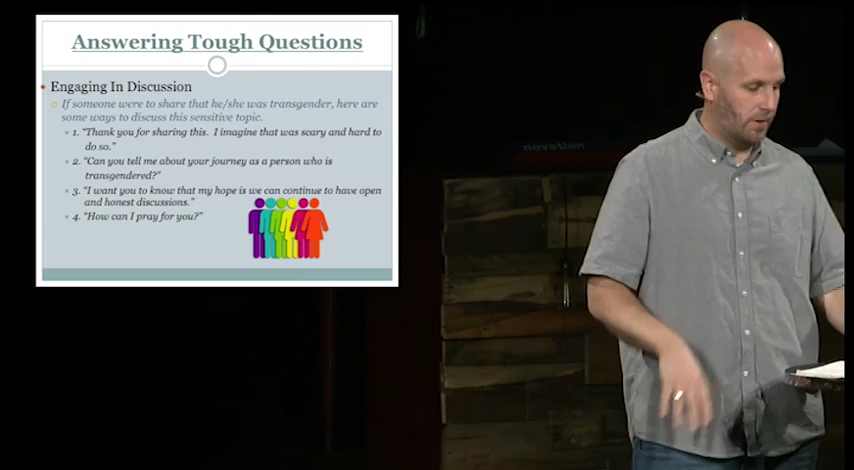 Answering Tough Questions
Engaging In Discussion
If someone were to share that he/she was transgender, here are
some ways to discuss this sensitive topic.
1. "Thank you for sharing this. I imagine that was scary and hard to
do so."
2. "Can you tell me about your journey as a person who is
transgendered?"
3. "I want you to know that my hope is we can continue to have open
and honest discussions."
4. "How can I pray for you?"